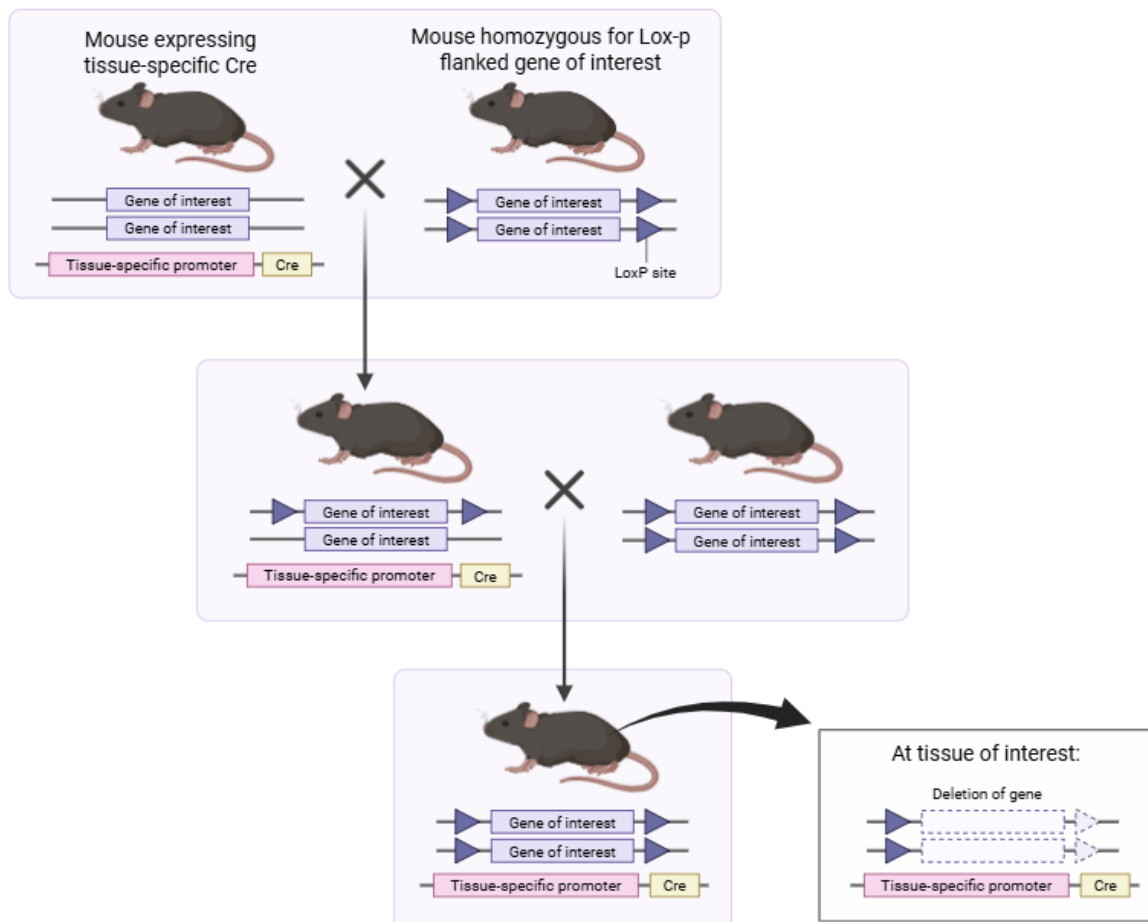 Mouse expressing
tissue-specific Cre
Mouse homozygous for Lox-p
flanked gene of interest
Gene of interest
Gene of interest
Tissue-specific promoter
Cre
Gene of interest
Gene of interest
LoxP site
Gene of interest
Gene of interest
Tissue-specific promoter
Cre
Gene of interest
Gene of interest
Gene of interest
Gene of interest
Tissue-specific promoter
Cre
At tissue of interest:
Deletion of gene
Tissue-specific promoter
Cre